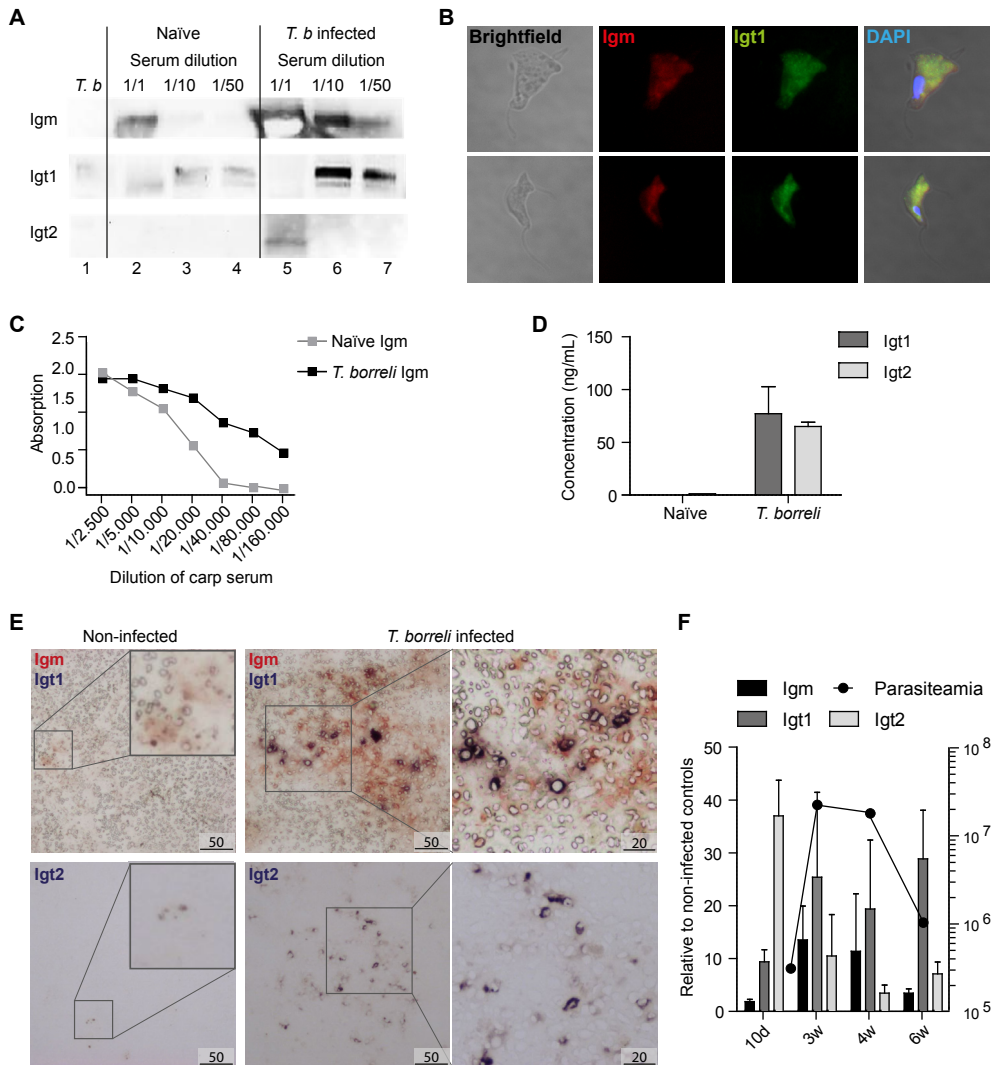 A
Naïve
T. b infected
Serum dilution
Serum dilution
T. b
1/1
1/10
1/50
1/1
1/10
1/50
Igm
Igt1
Igt2
1
2
3
4
5
6
7
B
Brightfield
Igm
Igt1
DAPI
C
2.5
2.0
1.5
1.0
0.5
0.0
Absorption
Naïve Igm
T. borreli Igm
1/2.500
1/5.000
1/10.000
1/20.000
1/40.000
1/80.000
1/160.000
Dilution of carp serum
D
150
100
50
0
Concentration (ng/mL)
Igt1
Igt2
Naïve
T. borreli
E
Non-infected
T. borreli infected
Igm
Igt1
50
Igm
Igt1
50
20
Igt2
50
Igt2
50
20
F
Igm
Parasiteamia
Igt1
Igt2
50
40
30
20
10
0
Relative to non-infected controls
10⁸
10⁷
10⁶
10⁵
10d
3w
4w
6w